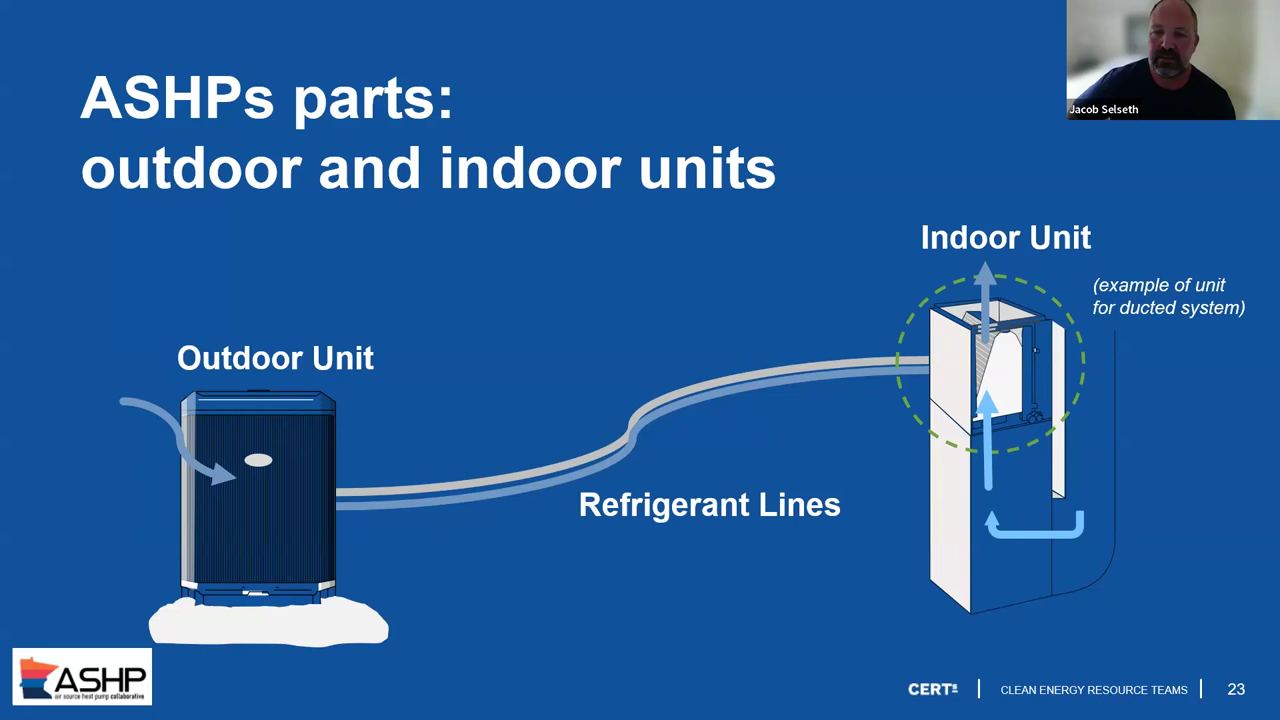 ASHPs parts:
outdoor and indoor units
Jacob Selseth
Indoor Unit
(example of unit
for ducted system)
Outdoor Unit
Refrigerant Lines
ASHP
air source heat pump collaborative
CERTs
CLEAN ENERGY RESOURCE TEAMS
23